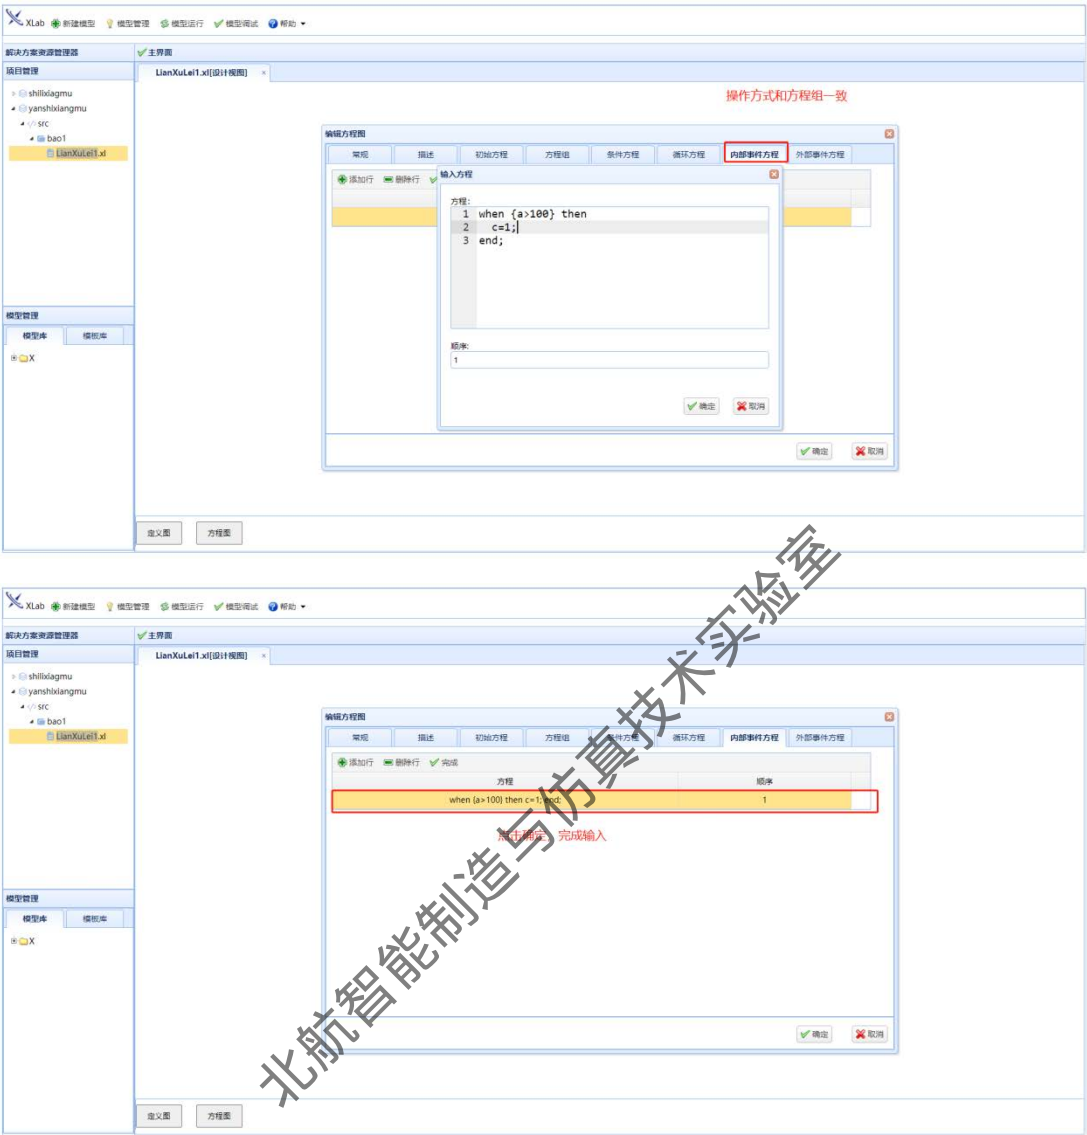 XLab 新建模型 模型管理 模型运行 模型调试 帮助
解决方案资源管理器 主界面
项目管理 LianXuLei1.xl[设计视图] ×
shilixiagmu
操作方式和方程组一致
yanshixiangmu
src
bao1
LianXuLei1.xl
编辑方程图
常规 描述 初始方程 方程组 条件方程 循环方程 内部事件方程 外部事件方程
添加行 删除行
输入方程
方程:
1 when {a>100} then
2 c=1;
3 end;
模型管理
模型库 模板库
X
顺序:
1
确定 取消
确定 取消
定义图 方程图
XLab 新建模型 模型管理 模型运行 模型调试 帮助
解决方案资源管理器 主界面
项目管理 LianXuLei1.xl[设计视图] ×
shilixiagmu
yanshixiangmu
src
bao1
LianXuLei1.xl
编辑方程图
常规 描述 初始方程 方程组 条件方程 循环方程 内部事件方程 外部事件方程
添加行 删除行 完成
方程 顺序
when {a>100} then c=1; end; 1
点击确定，完成输入
模型管理
模型库 模板库
X
确定 取消
定义图 方程图
北航智能制造与仿真技术实验室